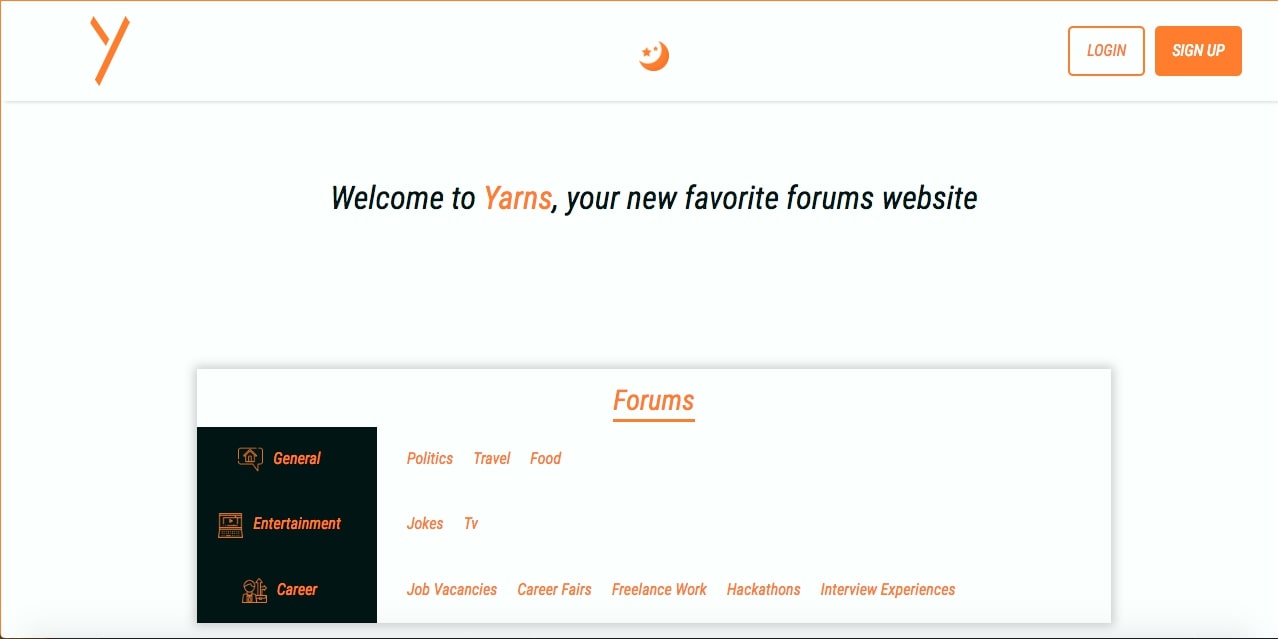 y
LOGIN SIGN UP
Welcome to Yarns, your new favorite forums website
Forums
General Politics Travel Food
Entertainment Jokes Tv
Career Job Vacancies Career Fairs Freelance Work Hackathons Interview Experiences